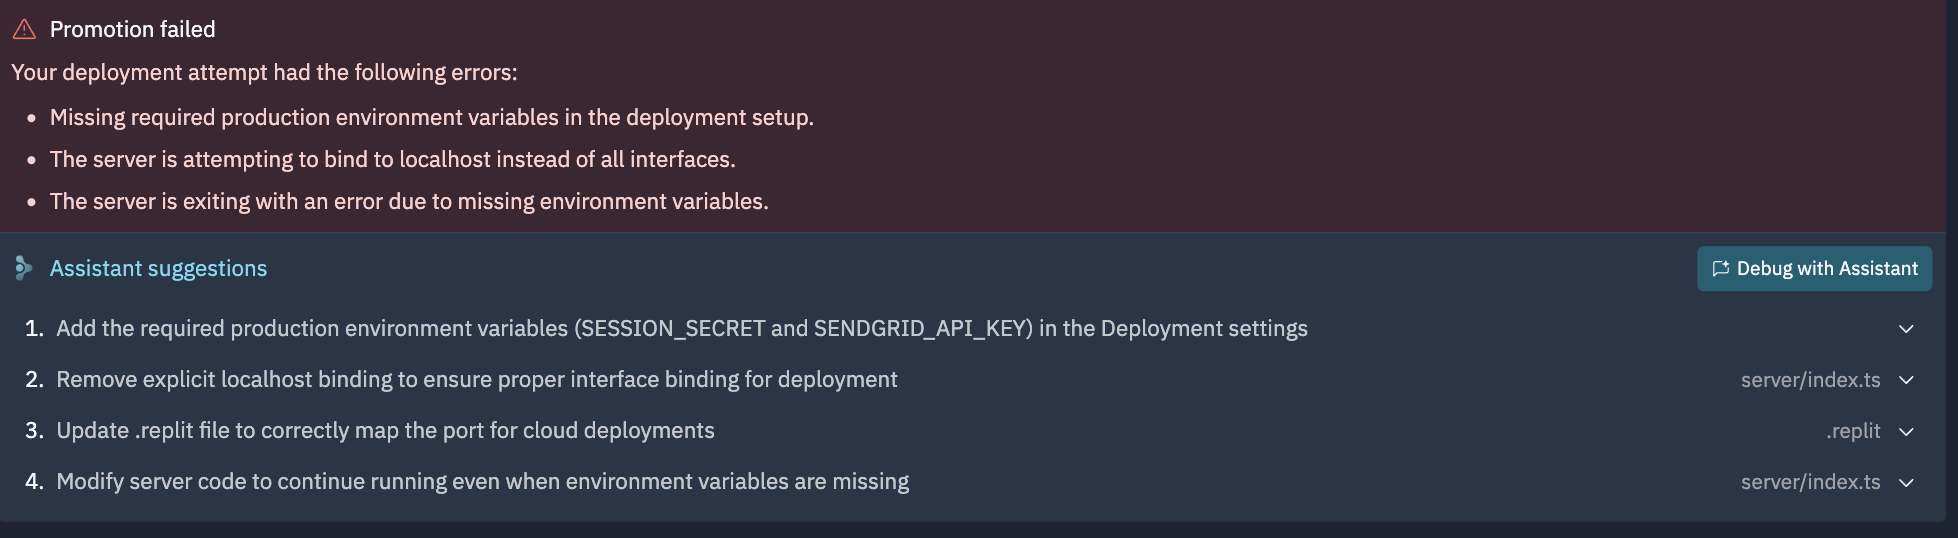 Promotion failed
Your deployment attempt had the following errors:
• Missing required production environment variables in the deployment setup.
• The server is attempting to bind to localhost instead of all interfaces.
• The server is exiting with an error due to missing environment variables.
Assistant suggestions
Debug with Assistant
1. Add the required production environment variables (SESSION_SECRET and SENDGRID_API_KEY) in the Deployment settings
2. Remove explicit localhost binding to ensure proper interface binding for deployment server/index.ts
3. Update .replit file to correctly map the port for cloud deployments .replit
4. Modify server code to continue running even when environment variables are missing server/index.ts